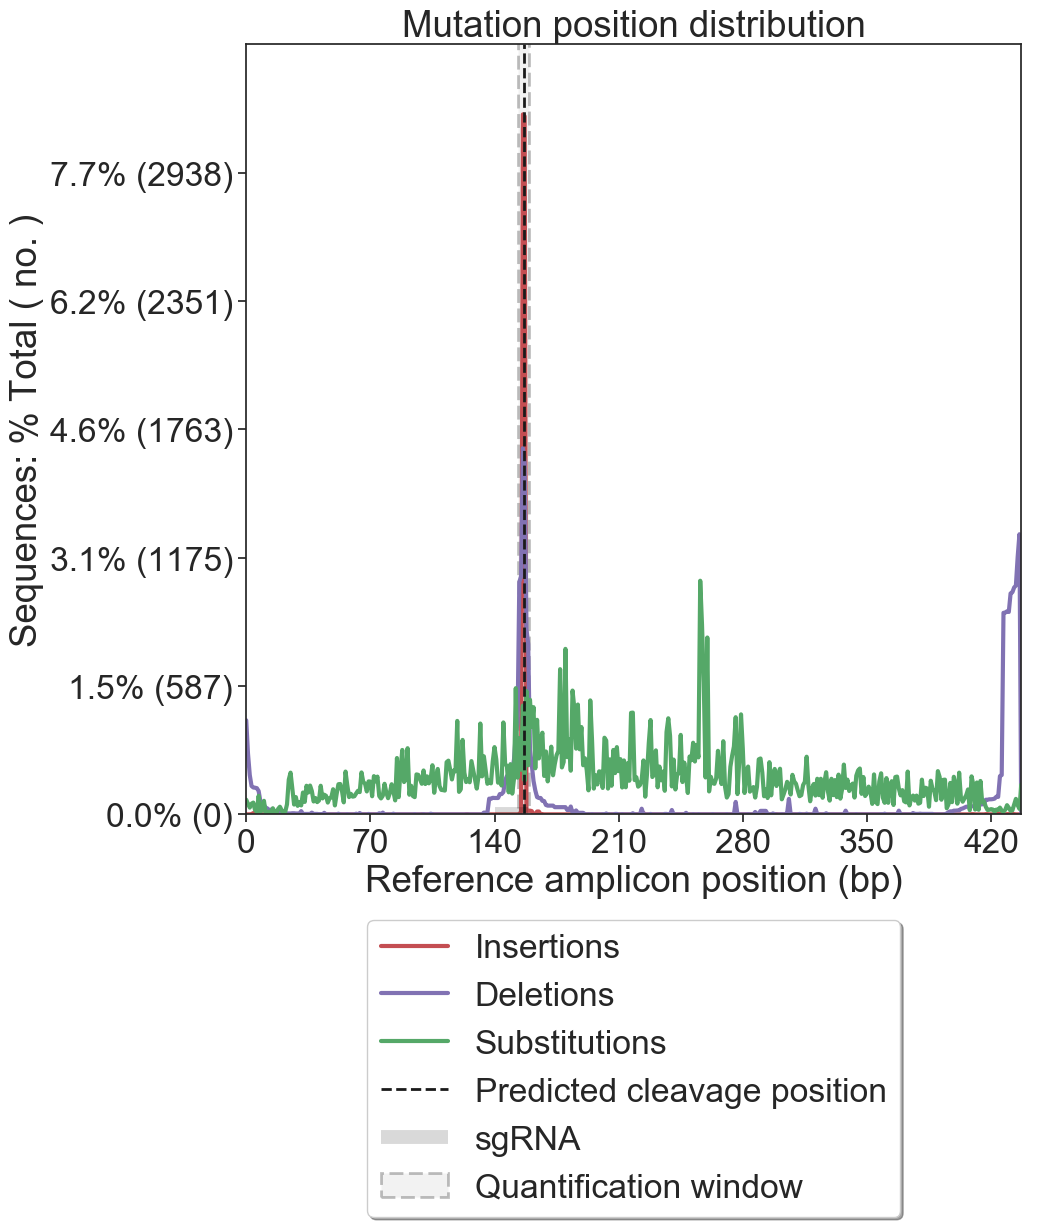 Mutation position distribution
Sequences: % Total ( no. )
7.7% (2938)
6.2% (2351)
4.6% (1763)
3.1% (1175)
1.5% (587)
0.0% (0)
0 70 140 210 280 350 420
Reference amplicon position (bp)
Insertions
Deletions
Substitutions
Predicted cleavage position
sgRNA
Quantification window